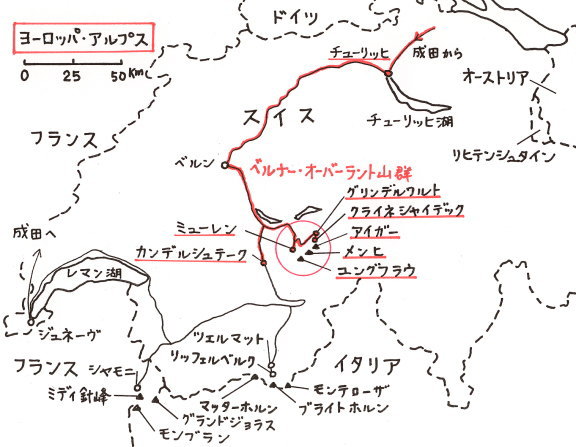 ドイツ
ヨーロッパ・アルプス
0 25 50 Km
チューリッヒ
成田から
オーストリア
スイス
チューリッヒ湖
フランス
リヒテンシュタイン
ベルン
ベルナー・オーバーラント山群
グリンデルワルト
クライネシャイデック
ミューレン
アイガー
成田へ
カンデルシュテーク
メンヒ
ユングフラウ
レマン湖
ジュネーヴ
ツェルマット
リッフェルベルク
フランス
シャモニ
イタリア
ミディ針峰
グランドジョラス
マッターホルン
モンテローザ
ブライトホルン
モンブラン